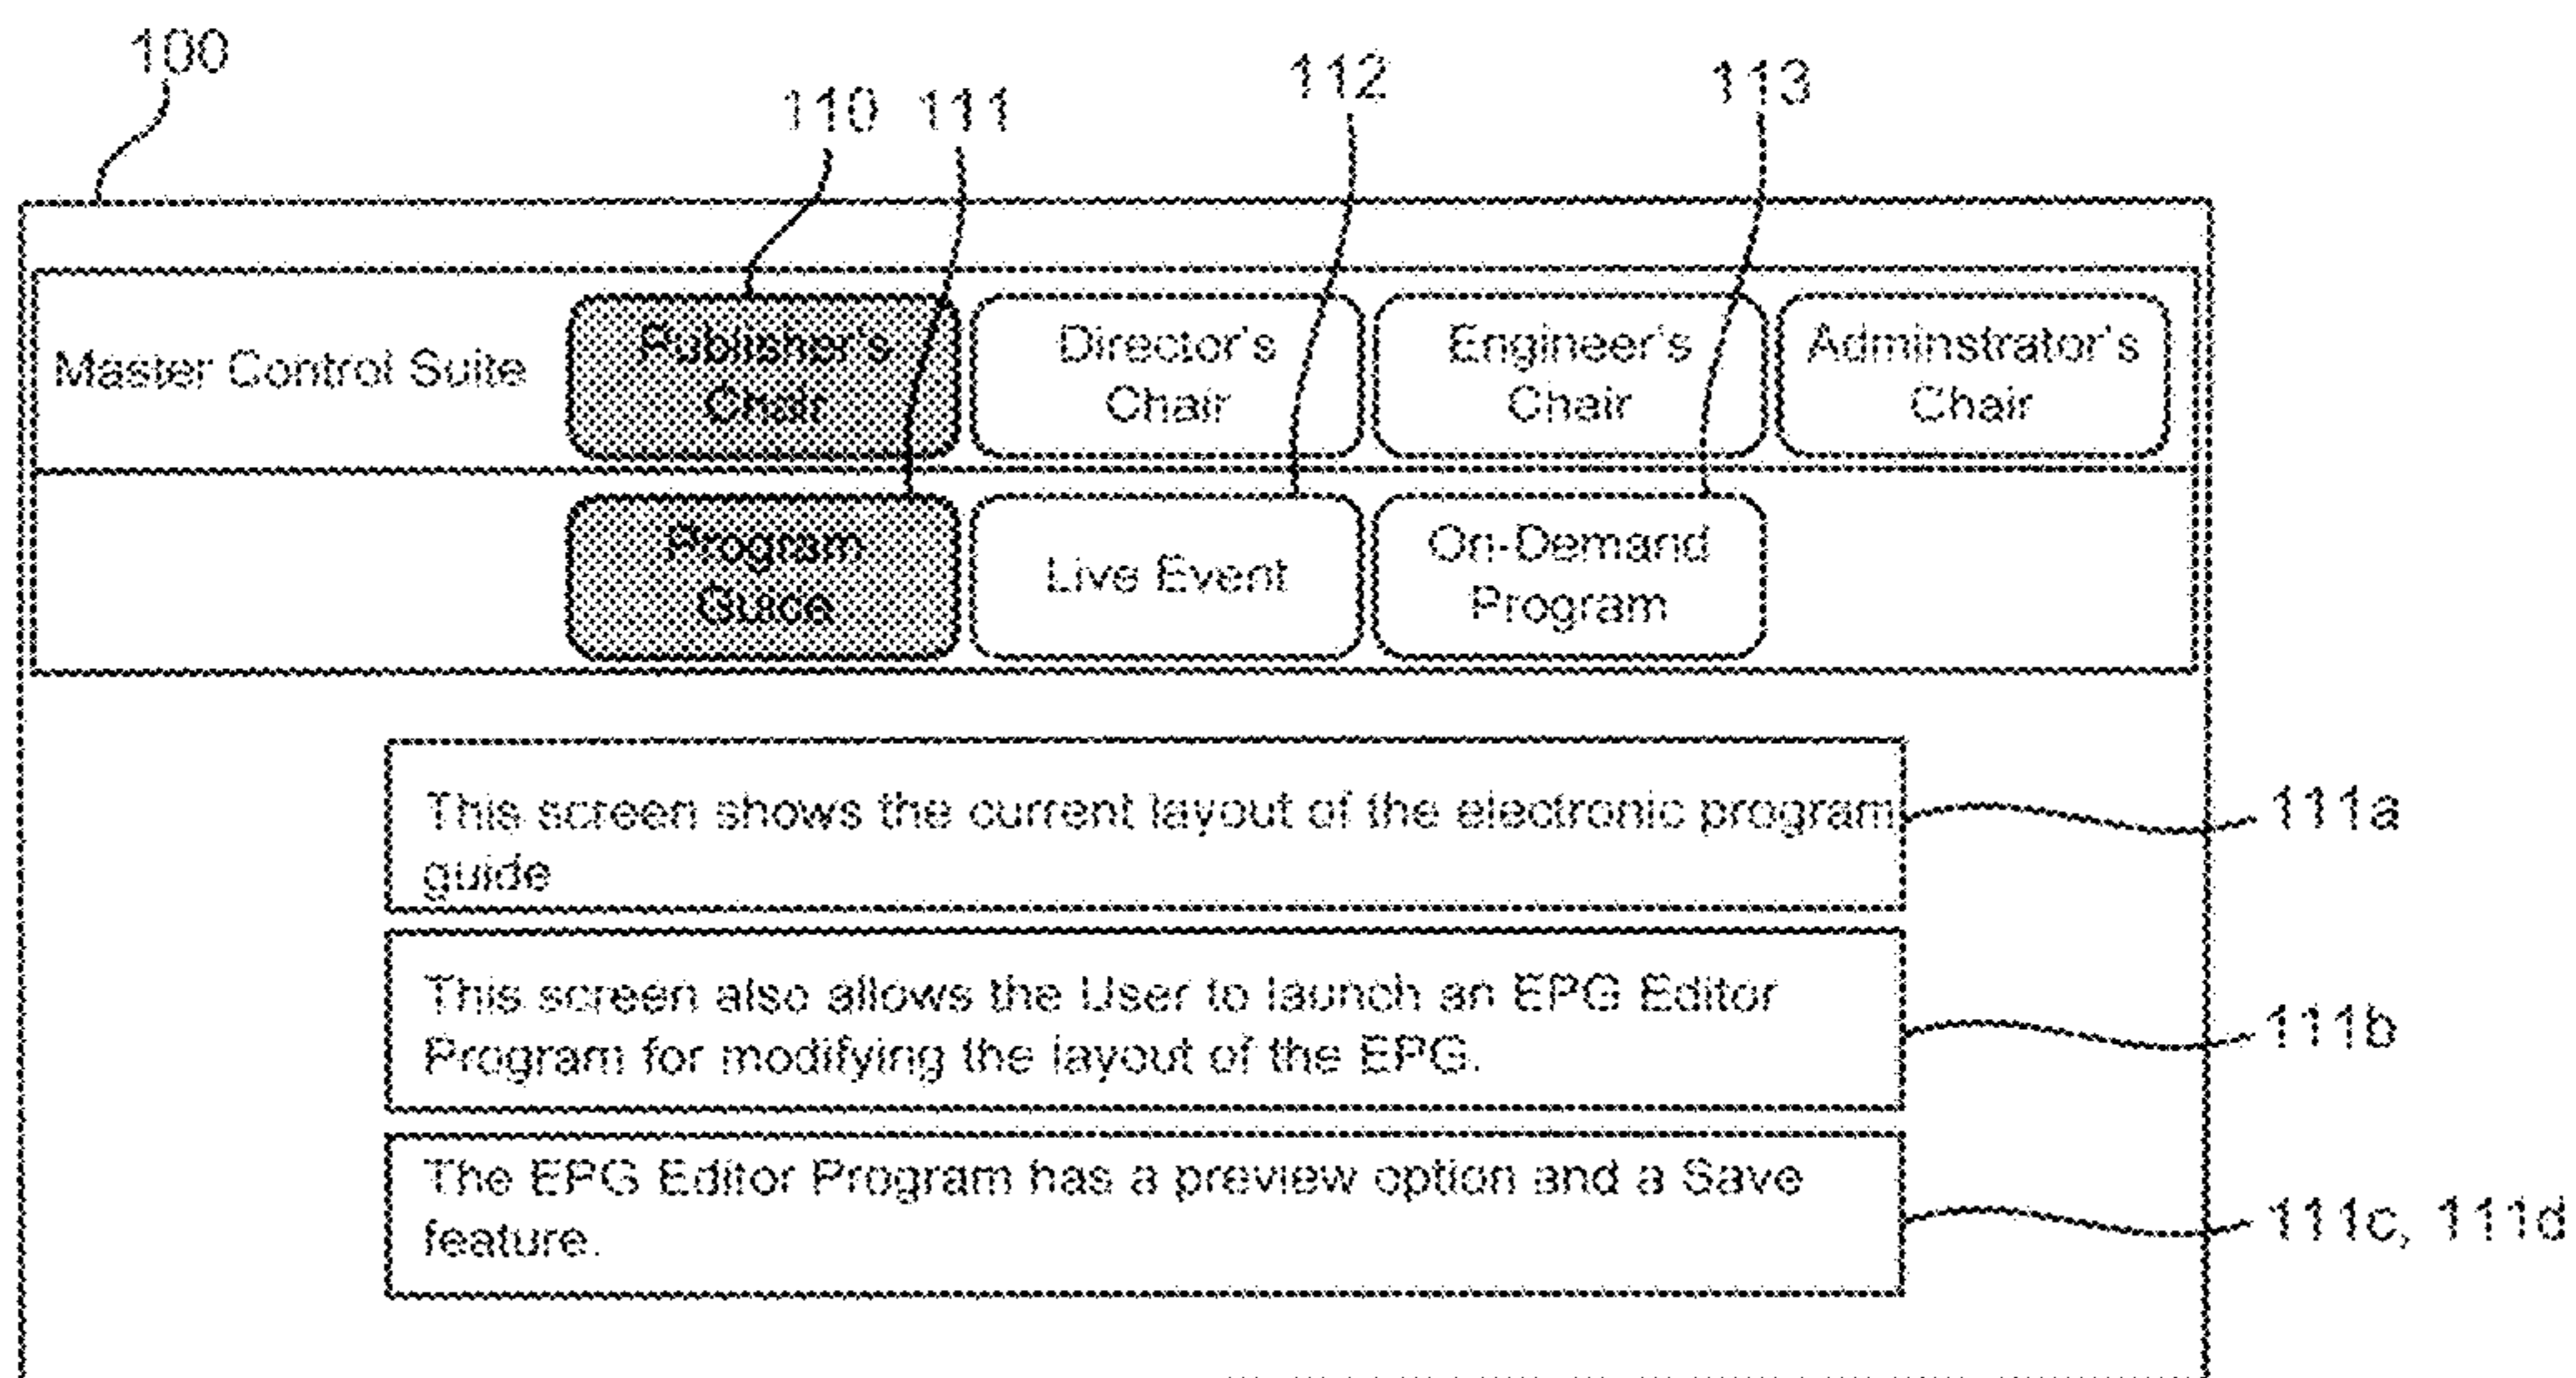 100
110 111 112 113
Master Control Suite
Publisher's
Chair
Director's
Chair
Engineer's
Chair
Adminstrator's
Chair
Program
Guide
Live Event
On-Demand
Program
This screen shows the current layout of the electronic program
guide
111a
This screen also allows the User to launch an EPG Editor
Program for modifying the layout of the EPG.
111b
The EPG Editor Program has a preview option and a Save
feature.
111c, 111d